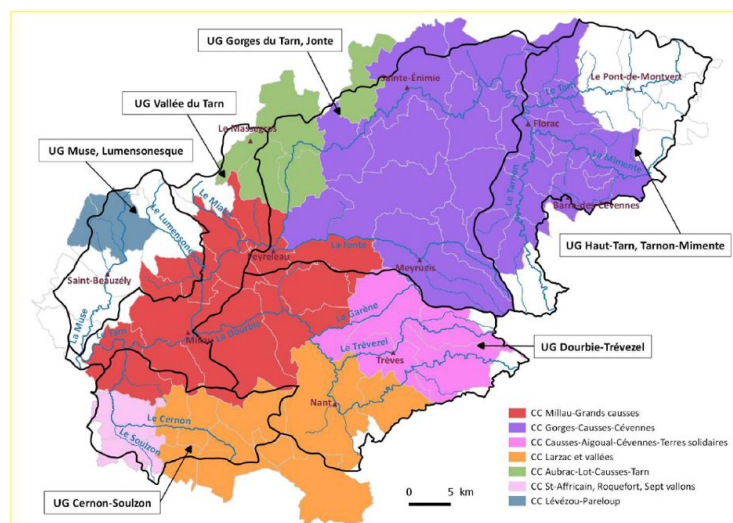 UG Gorges du Tarn, Jonte
UG Vallée du Tarn
UG Muse, Lumensonesque
Sainte-Énimie
Le Pont-de-Montvert
Le Tarn
Le Massegros
Florac
La Mimente
Le Tarnon
Barre-des-Cévennes
Le Lumensonesque
Peyreleau
La Jonte
Meyrueis
UG Haut-Tarn, Tarnon-Mimente
Saint-Beauzély
La Muse
Le Tarn
Millau
La Dourbie
La Garène
Le Trévezel
Trèves
UG Dourbie-Trévezel
Nant
Le Cernon
Le Soulzon
UG Cernon-Soulzon
0 5 km
CC Millau-Grands causses
CC Gorges-Causses-Cévennes
CC Causses-Aigoual-Cévennes-Terres solidaires
CC Larzac et vallées
CC Aubrac-Lot-Causses-Tarn
CC St-Affricain, Roquefort, Sept vallons
CC Lévézou-Pareloup